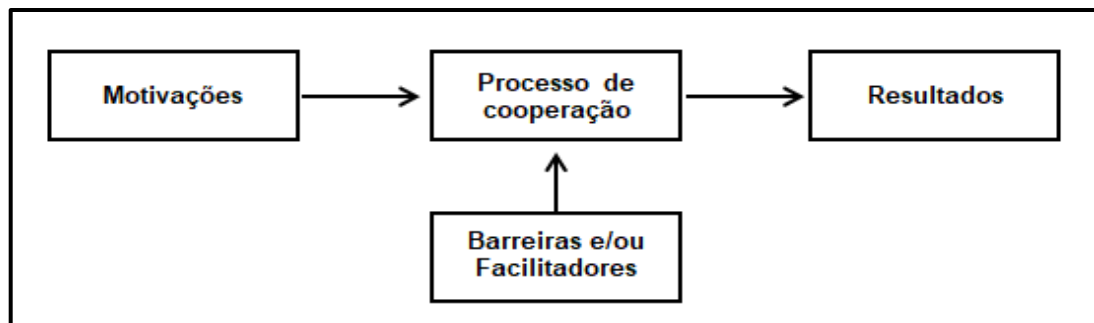 Motivações
Processo de
cooperação
Resultados
Barreiras e/ou
Facilitadores